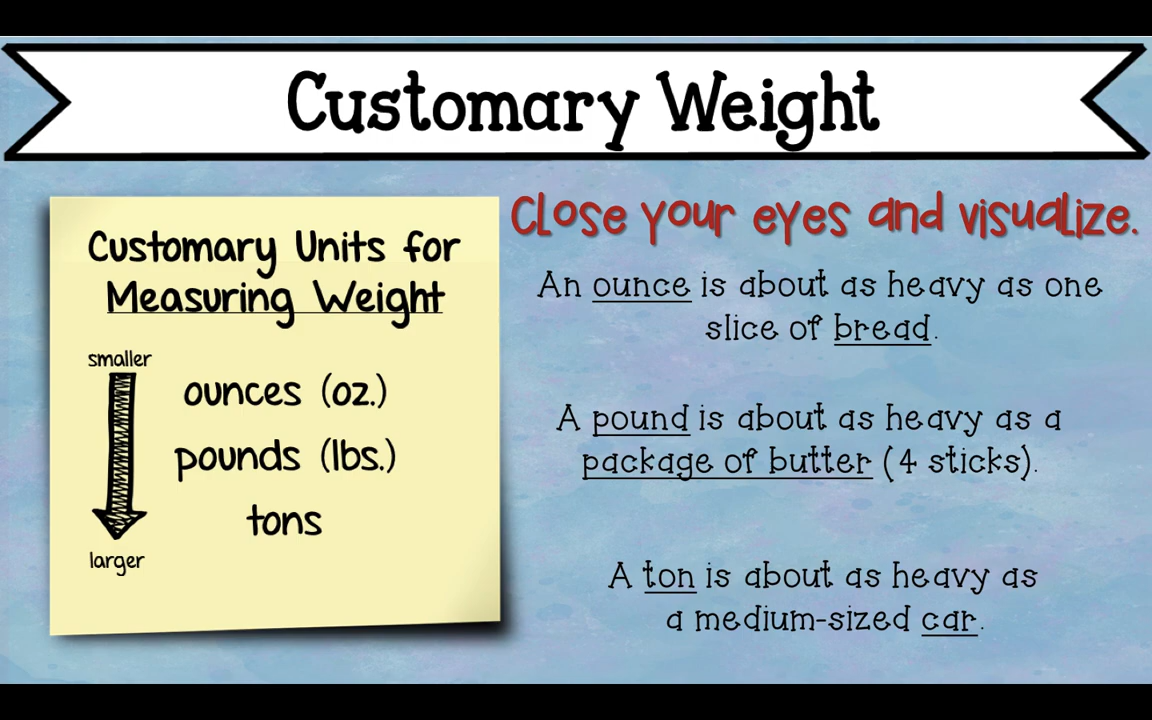 Customary Weight
Customary Units for
Measuring Weight
smaller
ounces (oz.)
pounds (lbs.)
tons
larger
Close your eyes and visualize.
An ounce is about as heavy as one
slice of bread.
A pound is about as heavy as a
package of butter (4 sticks).
A ton is about as heavy as
a medium-sized car.